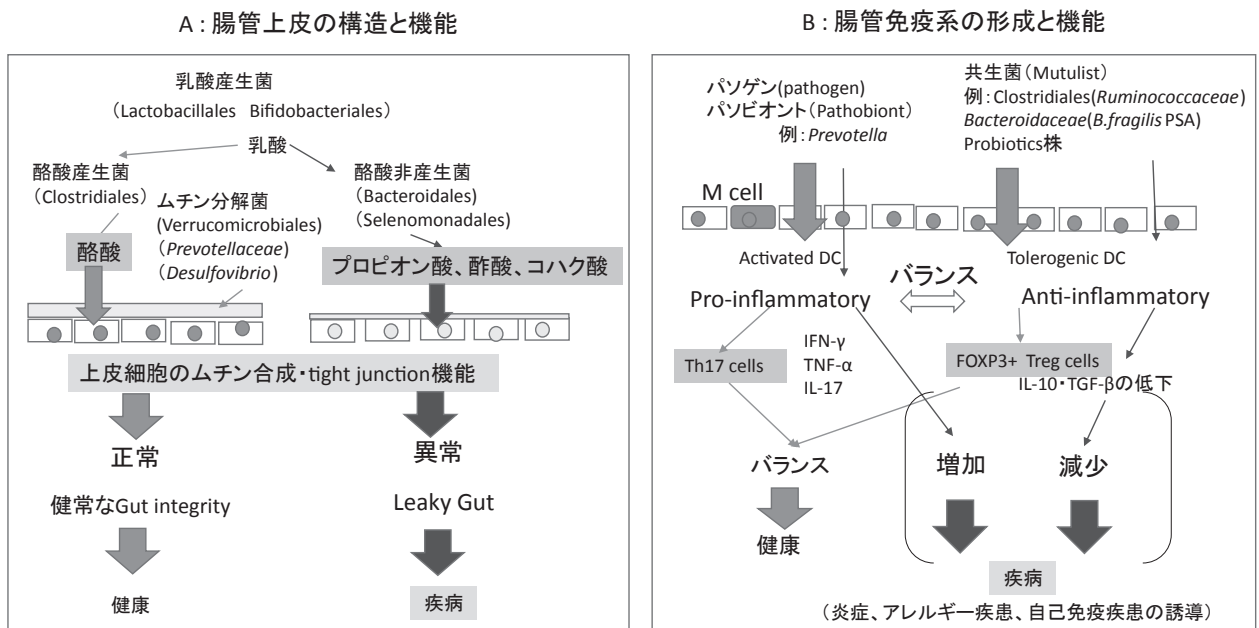 A : 腸管上皮の構造と機能
乳酸産生菌
(Lactobacillales Bifidobacteriales)
乳酸
酪酸産生菌
(Clostridiales)
酪酸非産生菌
(Bacteroidales)
(Selenomonadales)
ムチン分解菌
(Verrucomicrobiales)
(Prevotellaceae)
(Desulfovibrio)
酪酸
プロピオン酸、酢酸、コハク酸
上皮細胞のムチン合成・tight junction機能
正常
異常
健常なGut integrity
Leaky Gut
健康
疾病
B : 腸管免疫系の形成と機能
パソゲン(pathogen)
パソビオント(Pathobiont)
例:Prevotella
共生菌(Mutulist)
例:Clostridiales(Ruminococcaceae)
Bacteroidaceae(B.fragilis PSA)
Probiotics株
M cell
Activated DC
Tolerogenic DC
バランス
Pro-inflammatory
Anti-inflammatory
Th17 cells
IFN-γ
TNF-α
IL-17
FOXP3+ Treg cells
IL-10・TGF-βの低下
バランス
増加
減少
健康
疾病
(炎症、アレルギー疾患、自己免疫疾患の誘導)